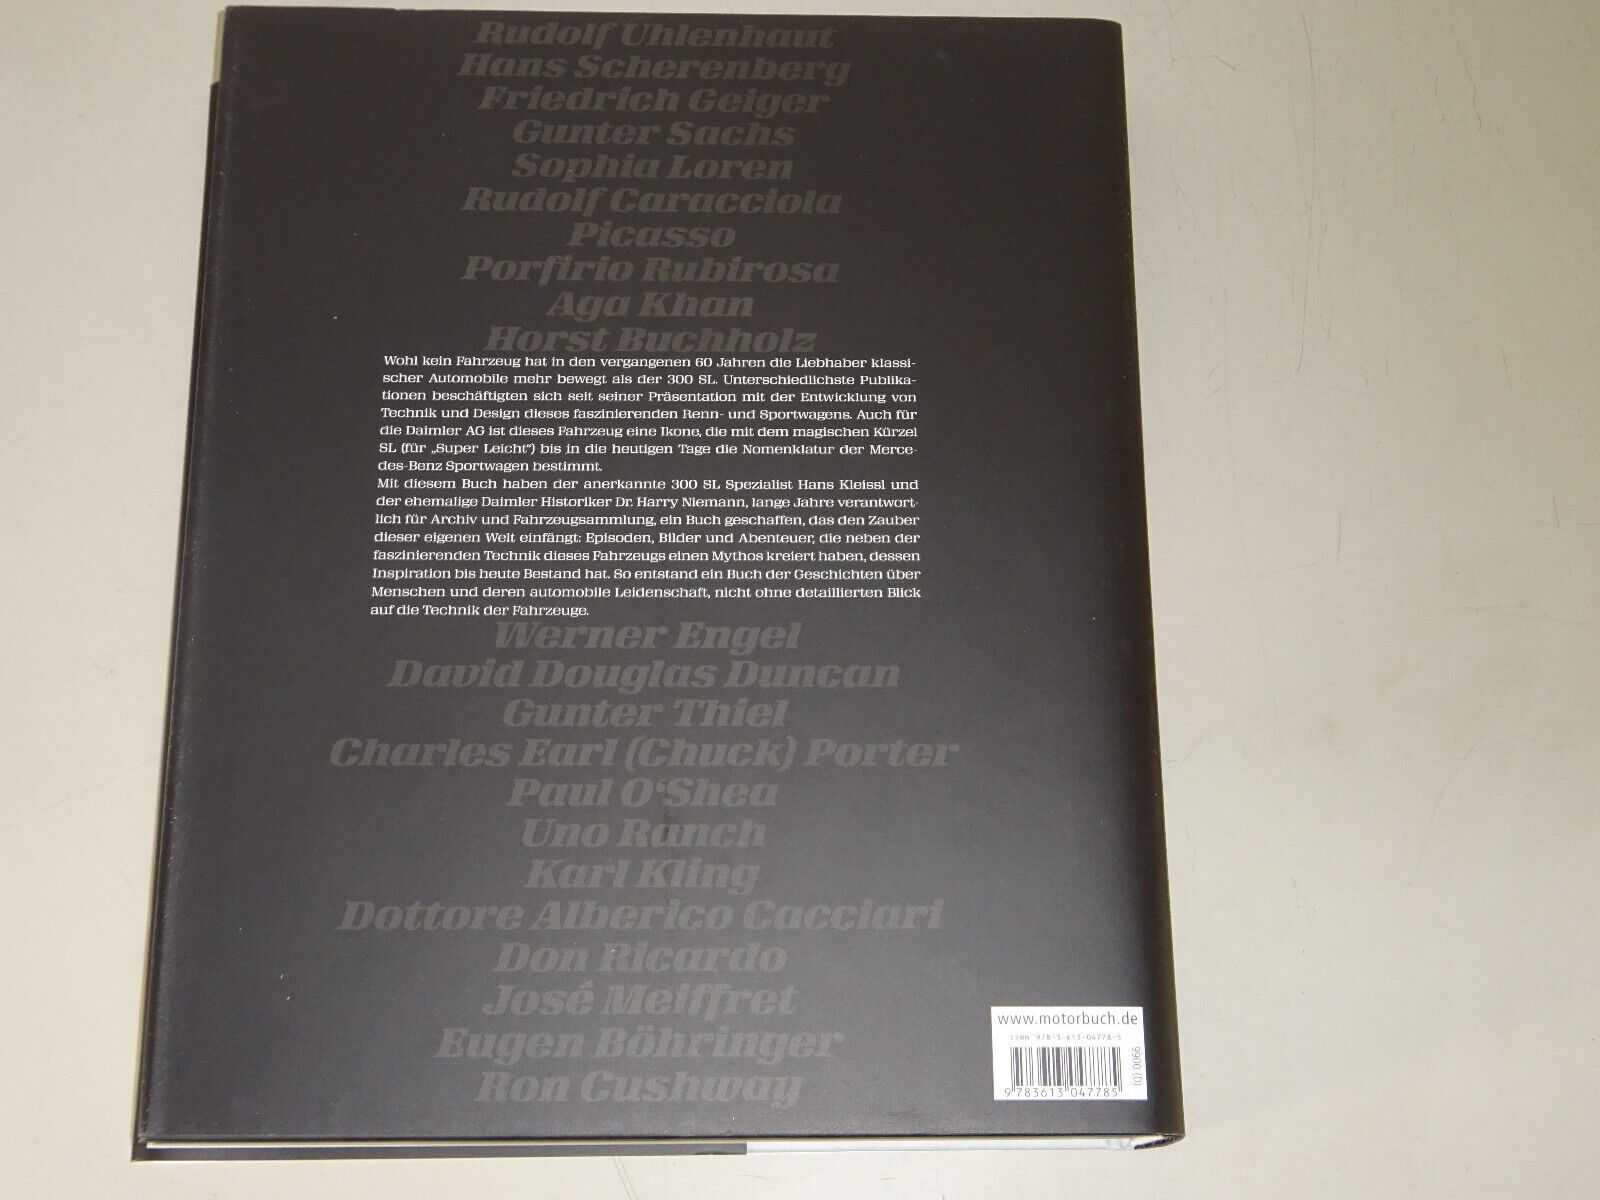 Rudolf Uhlenhaut
Hans Scherenberg
Friedrich Geiger
Gunter Sachs
Sophia Loren
Rudolf Caracciola
Picasso
Porfirio Rubirosa
Aga Khan
Horst Buchholz
Wohl kein Fahrzeug hat in den vergangenen 60 Jahren die Liebhaber klassi-
scher Automobile mehr bewegt als der 300 SL. Unterschiedlichste Publika-
tionen beschäftigten sich seit seiner Präsentation mit der Entwicklung von
Technik und Design dieses faszinierenden Renn- und Sportwagens. Auch für
die Daimler AG ist dieses Fahrzeug eine Ikone, die mit dem magischen Kürzel
SL (für „Super Leicht“) bis in die heutigen Tage die Nomenklatur der Merce-
des-Benz Sportwagen bestimmt.
Mit diesem Buch haben der anerkannte 300 SL Spezialist Hans Kleissl und
der ehemalige Daimler Historiker Dr. Harry Niemann, lange Jahre verantwort-
lich für Archiv und Fahrzeugsammlung, ein Buch geschaffen, das den Zauber
dieser eigenen Welt einfängt: Episoden, Bilder und Abenteuer, die neben der
faszinierenden Technik dieses Fahrzeugs einen Mythos kreiert haben, dessen
Inspiration bis heute Bestand hat. So entstand ein Buch der Geschichten über
Menschen und deren automobile Leidenschaft, nicht ohne detaillierten Blick
auf die Technik der Fahrzeuge.
Werner Engel
David Douglas Duncan
Gunter Thiel
Charles Earl (Chuck) Porter
Paul O‘Shea
Uno Ranch
Karl Kling
Dottore Alberico Cacciari
Don Ricardo
José Meiffret
Eugen Böhringer
Ron Cushway
www.motorbuch.de
ISBN 978-3-613-04778-5
9 783613 047785
(D) 0066